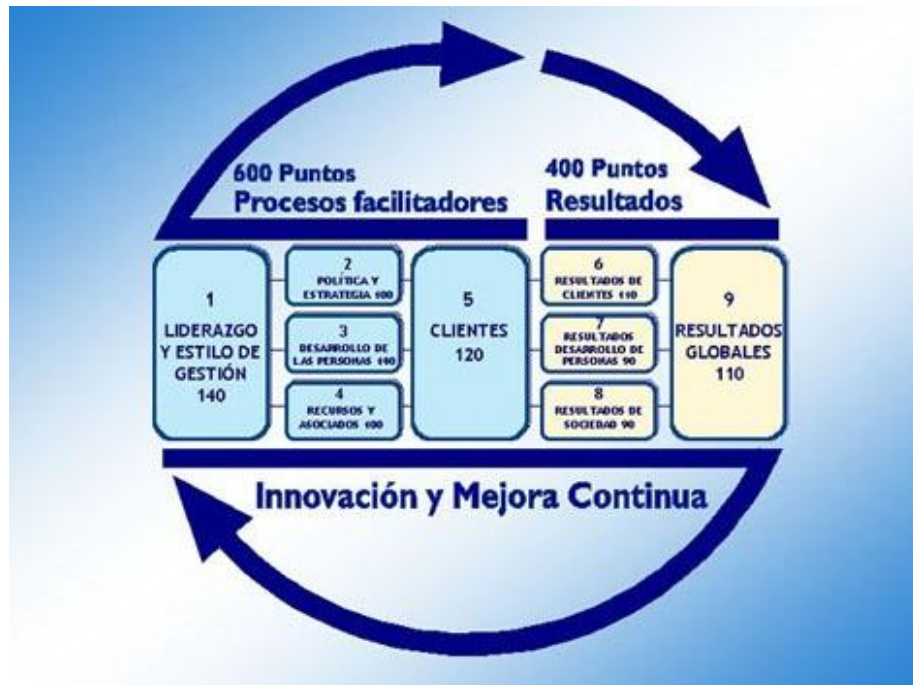 600 Puntos
Procesos facilitadores
400 Puntos
Resultados
1
LIDERAZGO
Y ESTILO DE
GESTIÓN
140
2
POLÍTICA Y
ESTRATEGIA 100
3
DESARROLLO DE
LAS PERSONAS 140
4
RECURSOS Y
ASOCIADOS 100
5
CLIENTES
120
6
RESULTADOS DE
CLIENTES 110
7
RESULTADOS
DESARROLLO DE
PERSONAS 90
8
RESULTADOS DE
SOCIEDAD 90
9
RESULTADOS
GLOBALES
110
Innovación y Mejora Continua